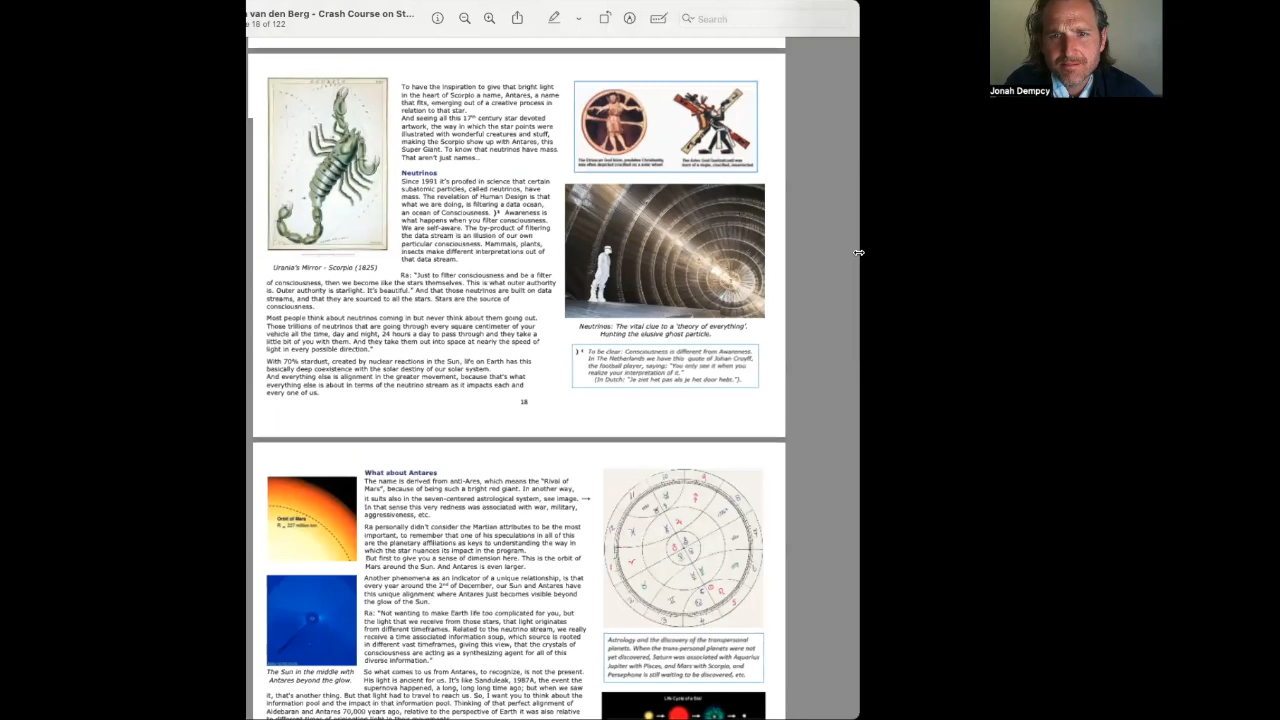 van den Berg - Crash Course on St...
e 18 of 122
Search
Jonah Dempcy
To have the inspiration to give that bright light
in the heart of Scorpio a name, Antares, a name
that fits, emerging out of a creative process in
relation to that star.
And seeing all this 17th century star devoted
artwork, the way in which the star points were
illustrated with wonderful creatures and stuff,
making the Scorpio show up with Antares, this
Super Giant. To know that neutrinos have mass.
That aren't just names...
Neutrinos
Since 1991 it's proofed in science that certain
subatomic particles, called neutrinos, have
mass. The revelation of Human Design is that
what we are doing, is filtering a data ocean,
an ocean of Consciousness. )¹ Awareness is
what happens when you filter consciousness.
We are self-aware. The by-product of filtering
the data stream is an illusion of our own
particular consciousness. Mammals, plants,
insects make different interpretations out of
that data stream.
Urania's Mirror - Scorpio (1825)
Ra: "Just to filter consciousness and be a filter
of consciousness, then we become like the stars themselves. This is what outer authority
is. Outer authority is starlight. It's beautiful." And that those neutrinos are built on data
streams, and that they are sourced to all the stars. Stars are the source of
consciousness.
Most people think about neutrinos coming in but never think about them going out.
Those trillions of neutrinos that are going through every square centimeter of your
vehicle all the time, day and night, 24 hours a day to pass through and they take a
little bit of you with them. And they take them out into space at nearly the speed of
light in every possible direction."
With 70% stardust, created by nuclear reactions in the Sun, life on Earth has this
basically deep coexistence with the solar destiny of our solar system.
And everything else is alignment in the greater movement, because that's what
everything else is about in terms of the neutrino stream as it impacts each and
every one of us.
18
Neutrinos: The vital clue to a 'theory of everything'.
Hunting the elusive ghost particle.
)¹ To be clear: Consciousness is different from Awareness.
In The Netherlands we have this quote of Johan Cruyff,
the football player, saying: "You only see it when you
realize your interpretation of it."
(In Dutch: "Je ziet het pas als je het door hebt.").
What about Antares
The name is derived from anti-Ares, which means the "Rival of
Mars", because of being such a bright red giant. In another way,
it suits also in the seven-centered astrological system, see image. →
In that sense this very redness was associated with war, military,
aggressiveness, etc.
Orbit of Mars
Ra personally didn't consider the Martian attributes to be the most
important, to remember that one of his speculations in all of this
are the planetary affiliations as keys to understanding the way in
which the star nuances its impact in the program.
But first to give you a sense of dimension here. This is the orbit of
Mars around the Sun. And Antares is even larger.
Another phenomena as an indicator of a unique relationship, is that
every year around the 2nd of December, our Sun and Antares have
this unique alignment where Antares just becomes visible beyond
the glow of the Sun.
Ra: "Not wanting to make Earth life too complicated for you, but
the light that we receive from those stars, that light originates
from different timeframes. Related to the neutrino stream, we really
receive a time associated information soup, which source is rooted
in different vast timeframes, giving this view, that the crystals of
consciousness are acting as a synthesizing agent for all of this
diverse information."
The Sun in the middle with
Antares beyond the glow.
So what comes to us from Antares, to recognize, is not the present.
His light is ancient for us. It's like Sanduleak, 1987A, the event the
supernova happened, a long, long long time ago; but when we saw
it, that's another thing. But that light had to travel to reach us. So, I want you to think about the
information pool and the impact in that information pool. Thinking of that perfect alignment of
Aldebaran and Antares 70,000 years ago, relative to the perspective of Earth it was also relative
Astrology and the discovery of the transpersonal
planets. When the trans-personal planets were not
yet discovered, Saturn was associated with Aquarius
Jupiter with Pisces, and Mars with Scorpio, and
Persephone is still waiting to be discovered, etc.
Life Cycle of a Star